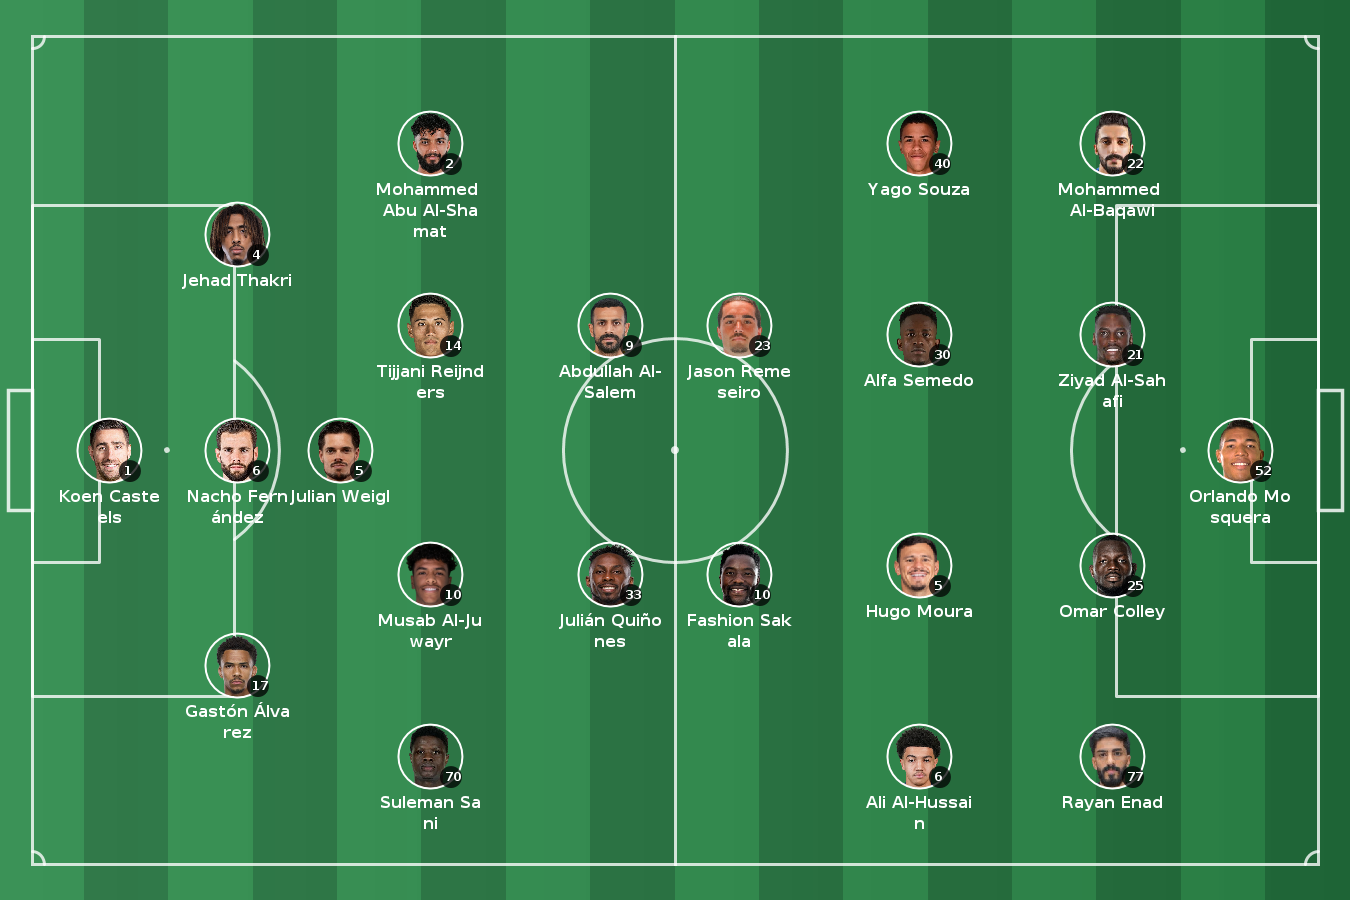 2
Mohammed
Abu Al-Sha
mat
40
Yago Souza
22
Mohammed
Al-Baqawi
4
Jehad Thakri
14
Tijjani Reijnd
ers
9
Abdullah Al-
Salem
23
Jason Reme
seiro
30
Alfa Semedo
21
Ziyad Al-Sah
afi
1
Koen Caste
els
6
Nacho Fern
ández
5
Julian Weigl
52
Orlando Mo
squera
10
Musab Al-Ju
wayr
33
Julián Quiño
nes
10
Fashion Sak
ala
5
Hugo Moura
25
Omar Colley
17
Gastón Álva
rez
70
Suleman Sa
ni
6
Ali Al-Hussai
n
77
Rayan Enad